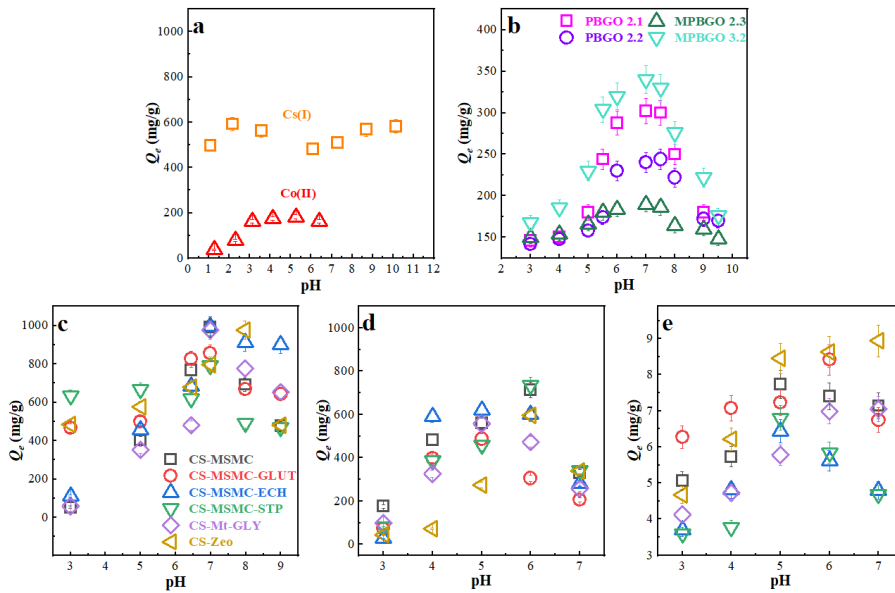 a
Qe (mg/g)
1000
800
600
400
200
0
Cs(I)
Co(II)
0 1 2 3 4 5 6 7 8 9 10 11 12
pH
b
PBGO 2.1 MPBGO 2.3
PBGO 2.2 MPBGO 3.2
Qe (mg/g)
400
350
300
250
200
150
2 3 4 5 6 7 8 9 10
pH
c
Qe (mg/g)
1000
800
600
400
200
0
CS-MSMC
CS-MSMC-GLUT
CS-MSMC-ECH
CS-MSMC-STP
CS-Mt-GLY
CS-Zeo
3 4 5 6 7 8 9
pH
d
Qe (mg/g)
1000
800
600
400
200
0
3 4 5 6 7
pH
e
Qe (mg/g)
9
8
7
6
5
4
3
3 4 5 6 7
pH